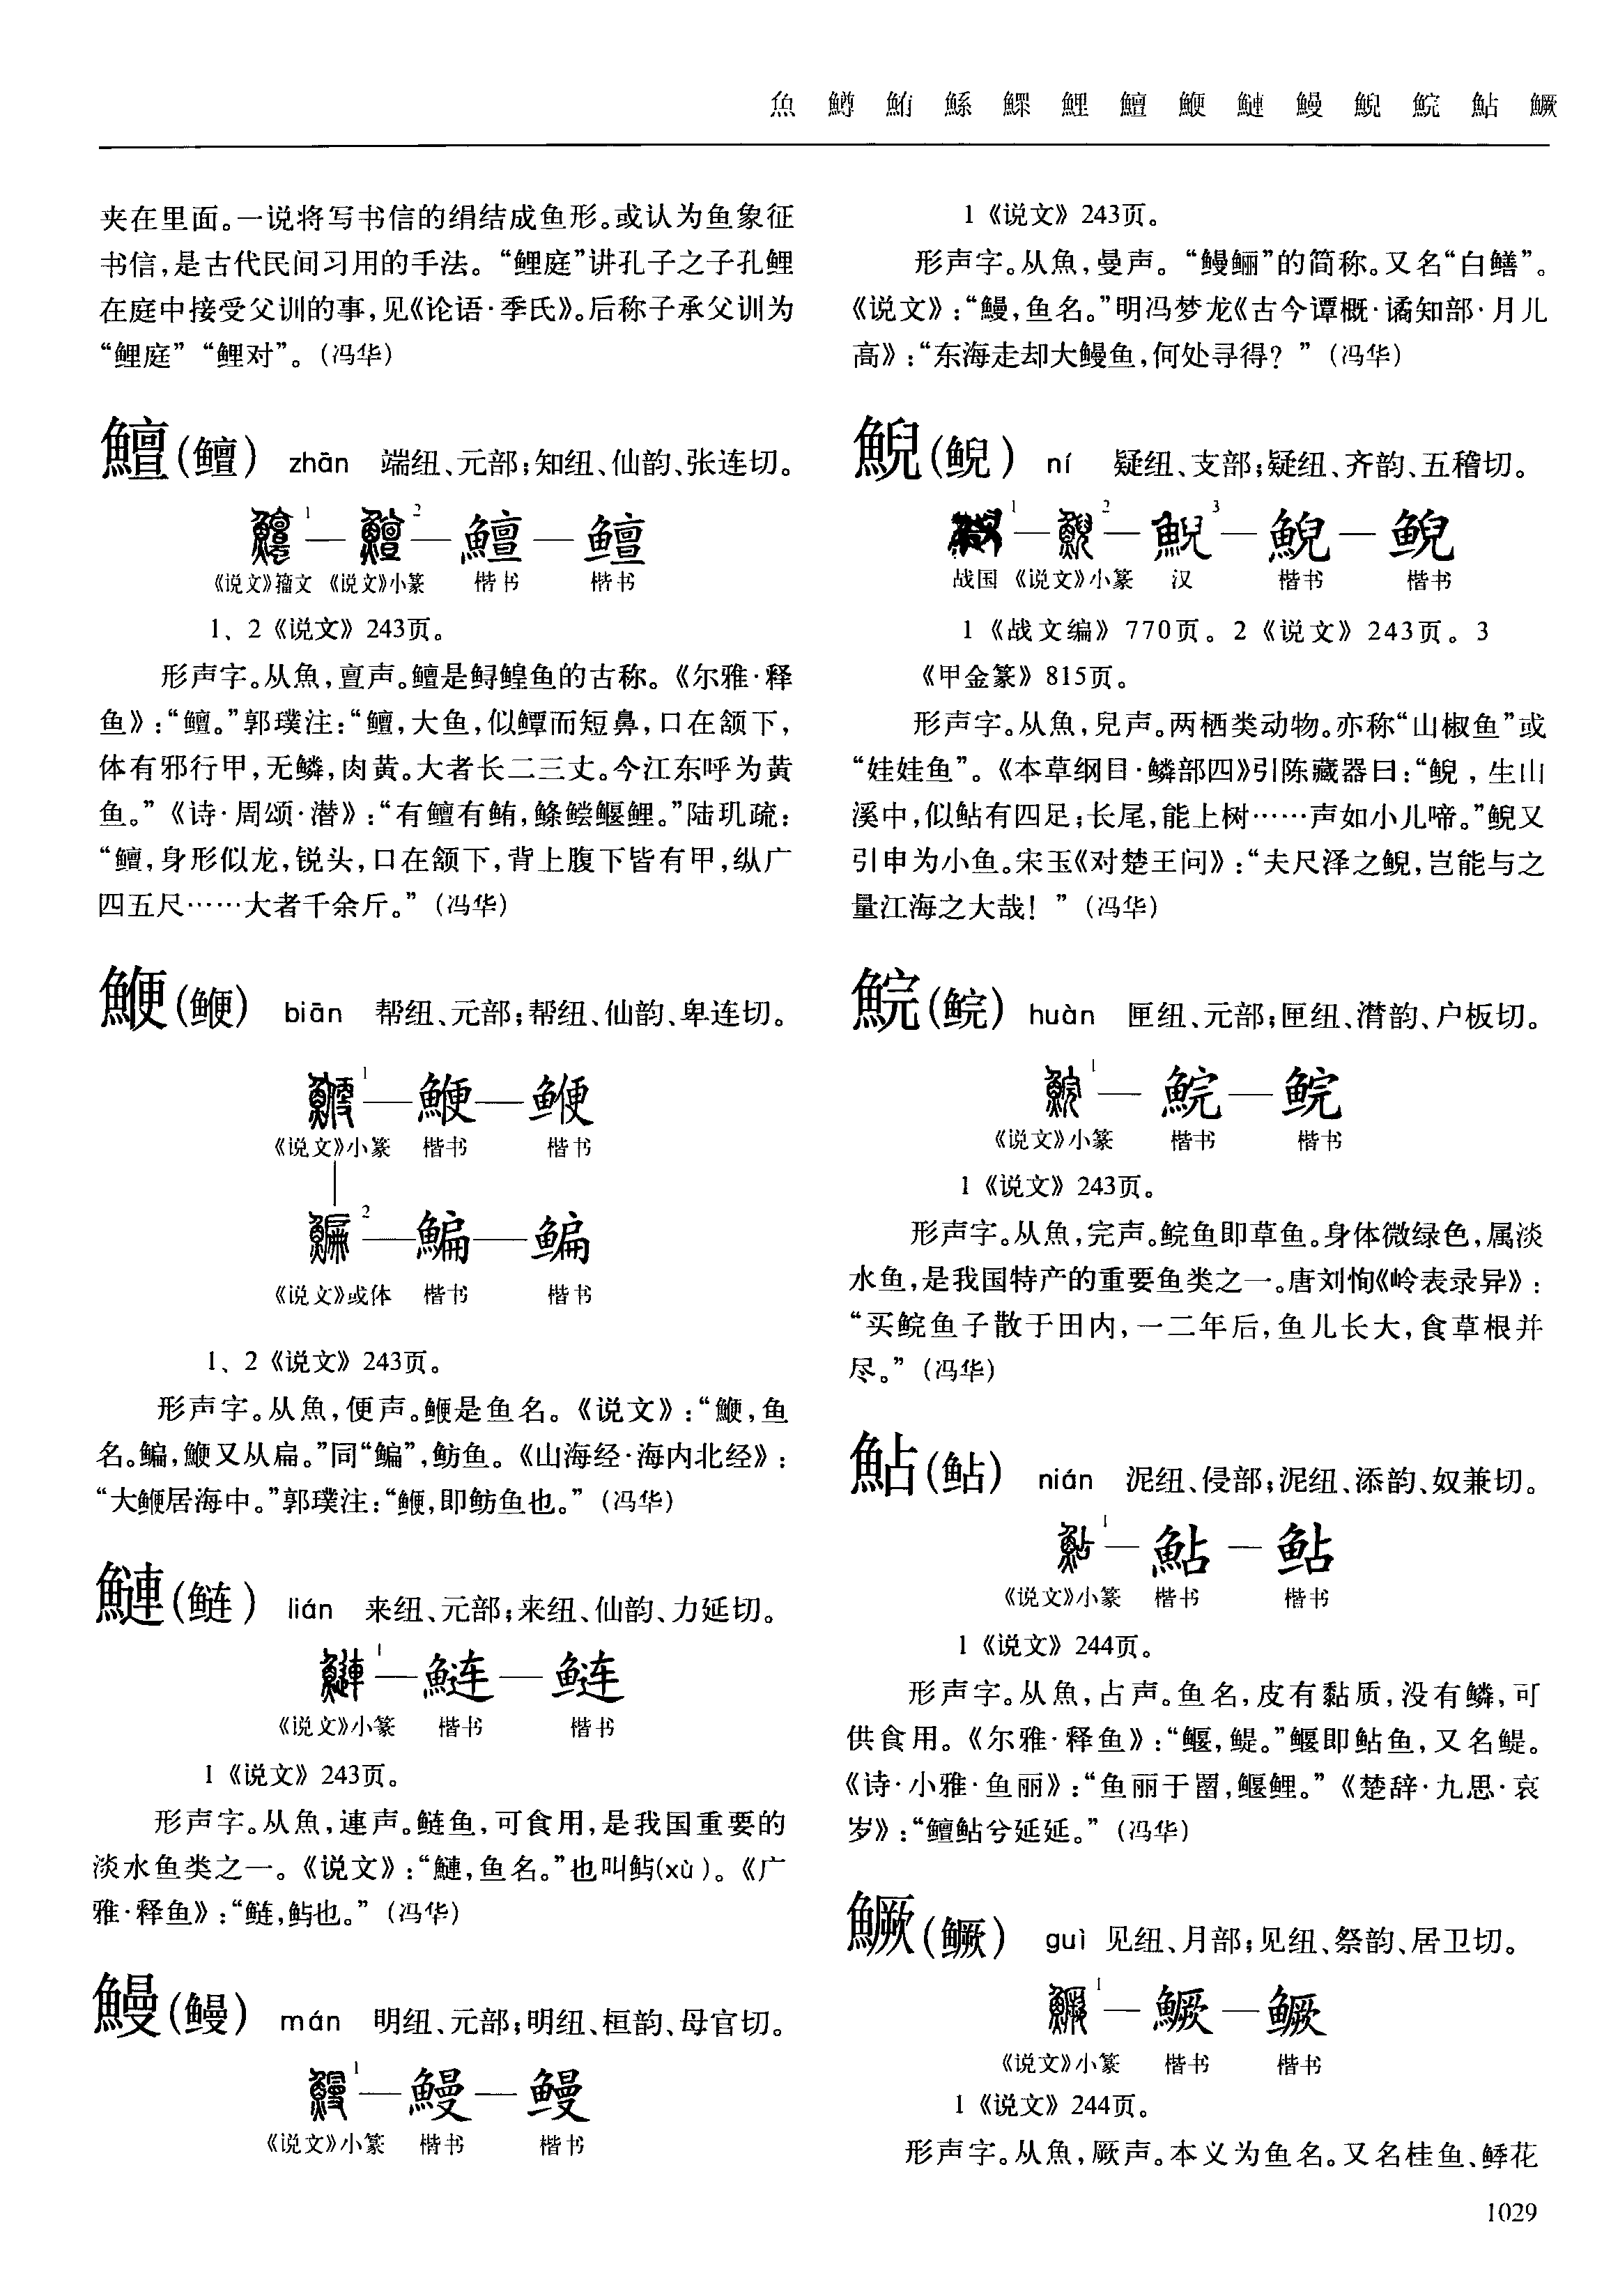 魚 鱒 鮪 鯀 鰥 鯉 鱣 鯾 鰱 鰻 鯢 鯇 鮎 鱖
夹在里面。一说将写书信的绢结成鱼形。或认为鱼象征
书信,是古代民间习用的手法。“鲤庭”讲孔子之子孔鲤
在庭中接受父训的事,见《论语·季氏》。后称子承父训为
“鲤庭”“鲤对”。(冯华)
鱣(鳣) zhān 端纽、元部;知纽、仙韵、张连切。
1 — 2 — 鱣 — 鳣
《说文》籀文 《说文》小篆 楷书 楷书
1、2《说文》243页。
形声字。从魚,亶声。鳣是鲟鳇鱼的古称。《尔雅·释
鱼》:“鳣。”郭璞注:“鳣,大鱼,似鱏而短鼻,口在颔下,
体有邪行甲,无鳞,肉黄。大者长二三丈。今江东呼为黄
鱼。”《诗·周颂·潜》:“有鳣有鲔,鲦鲿鰋鲤。”陆玑疏:
“鳣,身形似龙,锐头,口在颔下,背上腹下皆有甲,纵广
四五尺……大者千余斤。”(冯华)
鯾(鳊) biān 帮纽、元部;帮纽、仙韵、卑连切。
1 — 鯾 —
《说文》小篆 楷书 楷书
2 — 鯿 — 鳊
《说文》或体 楷书 楷书
1、2《说文》243页。
形声字。从魚,便声。鯾是鱼名。《说文》:“鯾,鱼
名。鳊,鯾又从扁。”同“鳊”,鲂鱼。《山海经·海内北经》:
“大鯾居海中。”郭璞注:“鯾,即鲂鱼也。”(冯华)
鰱(鲢) lián 来纽、元部;来纽、仙韵、力延切。
1 — 鰱 — 鲢
《说文》小篆 楷书 楷书
1《说文》243页。
形声字。从魚,連声。鲢鱼,可食用,是我国重要的
淡水鱼类之一。《说文》:“鰱,鱼名。”也叫鱮(xù)。《广
雅·释鱼》:“鲢,鱮也。”(冯华)
鰻(鳗) mán 明纽、元部;明纽、桓韵、母官切。
1 — 鰻 — 鳗
《说文》小篆 楷书 楷书
1《说文》243页。
形声字。从魚,曼声。“鳗鲡”的简称。又名“白鳝”。
《说文》:“鰻,鱼名。”明冯梦龙《古今谭概·谲知部·月儿
高》:“东海走却大鳗鱼,何处寻得?”(冯华)
鯢(鲵) ní 疑纽、支部;疑纽、齐韵、五稽切。
1 — 2 — 3 — 鯢 — 鲵
战国 《说文》小篆 汉 楷书 楷书
1《战文编》770页。2《说文》243页。3
《甲金篆》815页。
形声字。从魚,兒声。两栖类动物。亦称“山椒鱼”或
“娃娃鱼”。《本草纲目·鳞部四》引陈藏器曰:“鲵,生山
溪中,似鲇有四足;长尾,能上树……声如小儿啼。”鲵又
引申为小鱼。宋玉《对楚王问》:“夫尺泽之鲵,岂能与之
量江海之大哉!”(冯华)
鯇(鲩) huàn 匣纽、元部;匣纽、潸韵、户板切。
1 — 鯇 — 鲩
《说文》小篆 楷书 楷书
1《说文》243页。
形声字。从魚,完声。鲩鱼即草鱼。身体微绿色,属淡
水鱼,是我国特产的重要鱼类之一。唐刘恂《岭表录异》:
“买鲩鱼子散于田内,一二年后,鱼儿长大,食草根并
尽。”(冯华)
鮎(鲇) nián 泥纽、侵部;泥纽、添韵、奴兼切。
1 — 鮎 — 鲇
《说文》小篆 楷书 楷书
1《说文》244页。
形声字。从魚,占声。鱼名,皮有黏质,没有鳞,可
供食用。《尔雅·释鱼》:“鰋,鳀。”鰋即鲇鱼,又名鳀。
《诗·小雅·鱼丽》:“鱼丽于罶,鰋鲤。”《楚辞·九思·哀
岁》:“鳣鲇兮延延。”(冯华)
鱖(鳜) guì 见纽、月部;见纽、祭韵、居卫切。
1 — 鱖 — 鳜
《说文》小篆 楷书 楷书
1《说文》244页。
形声字。从魚,厥声。本义为鱼名。又名桂鱼、鯚花
1029